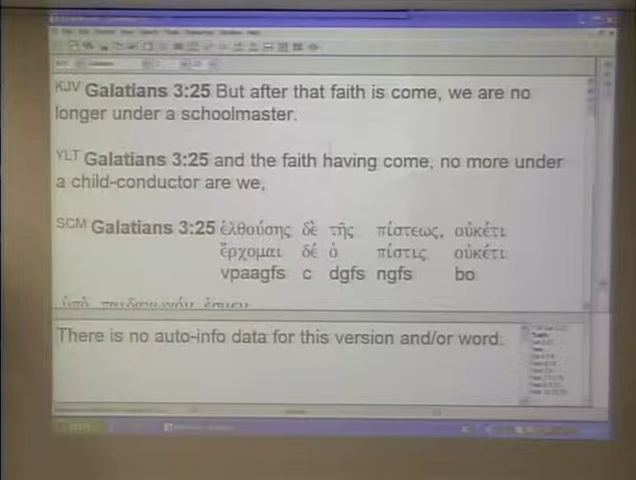 KJV Galatians 3:25 But after that faith is come, we are no
longer under a schoolmaster.
YLT Galatians 3:25 and the faith having come, no more under
a child-conductor are we,
SCM Galatians 3:25 ἐλθούσης δὲ τῆς πίστεως, οὐκέτι
ἔρχομαι δέ ὁ πίστις οὐκέτι
vpaagfs c dgfs ngfs bo
There is no auto-info data for this version and/or word.